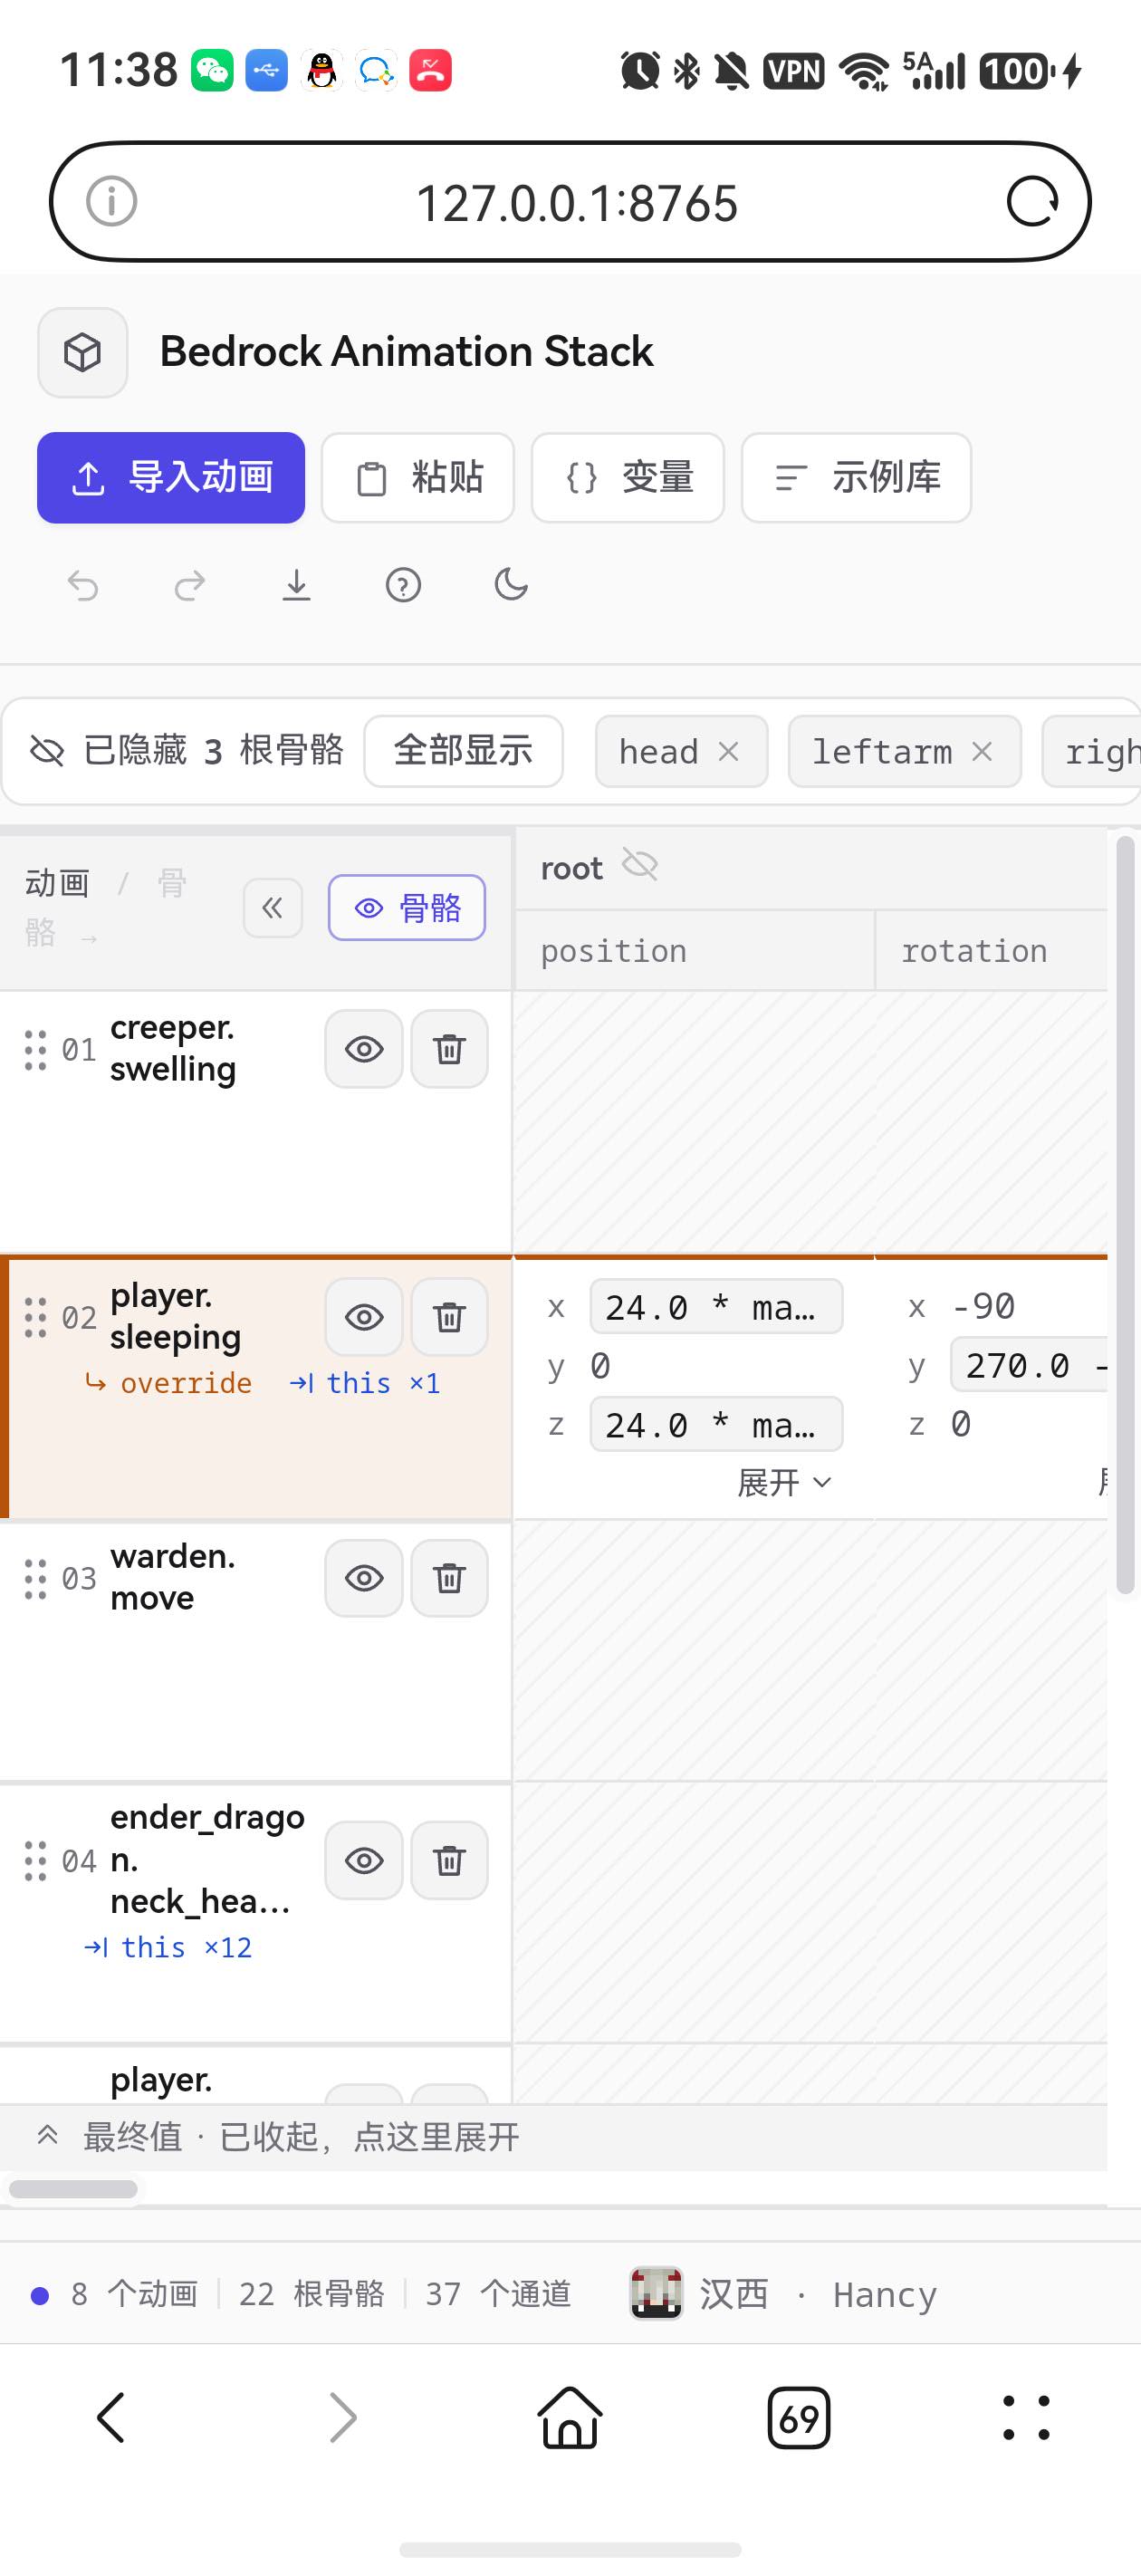 11:38 VPN 5A 100
127.0.0.1:8765
Bedrock Animation Stack
导入动画 粘贴 {} 变量 示例库
已隐藏 3 根骨骼 全部显示 head × leftarm × righ
动画 / 骨
骼 →
骨骼
root
position rotation
01 creeper.
swelling
02 player.
sleeping
override this ×1
x 24.0 * ma…
y 0
z 24.0 * ma…
展开
x -90
y 270.0 -
z 0
03 warden.
move
04 ender_drago
n.
neck_hea…
this ×12
player.
最终值 · 已收起，点这里展开
8 个动画 22 根骨骼 37 个通道 汉西 · Hancy
69